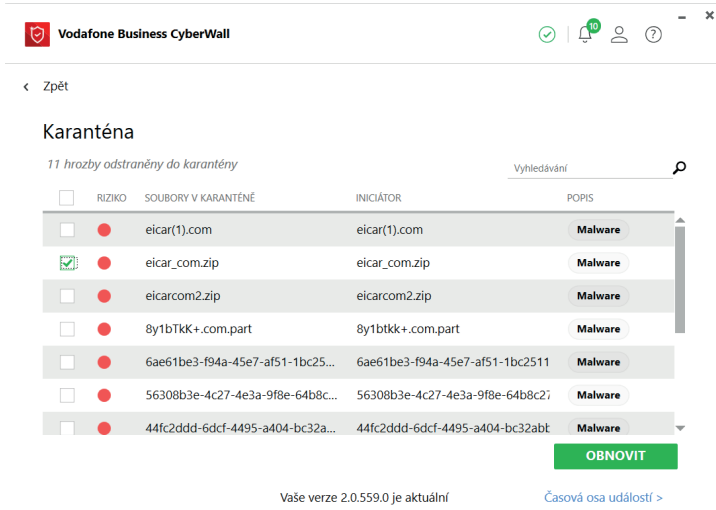 Vodafone Business CyberWall
10
Zpět
Karanténa
11 hrozby odstraněny do karantény
Vyhledávání
RIZIKO SOUBORY V KARANTÉNĚ INICIÁTOR POPIS
eicar(1).com eicar(1).com Malware
eicar_com.zip eicar_com.zip Malware
eicarcom2.zip eicarcom2.zip Malware
8y1bTkK+.com.part 8y1btkk+.com.part Malware
6ae61be3-f94a-45e7-af51-1bc25... 6ae61be3-f94a-45e7-af51-1bc2511 Malware
56308b3e-4c27-4e3a-9f8e-64b8c... 56308b3e-4c27-4e3a-9f8e-64b8c27 Malware
44fc2ddd-6dcf-4495-a404-bc32a... 44fc2ddd-6dcf-4495-a404-bc32abb Malware
OBNOVIT
Vaše verze 2.0.559.0 je aktuální Časová osa událostí >